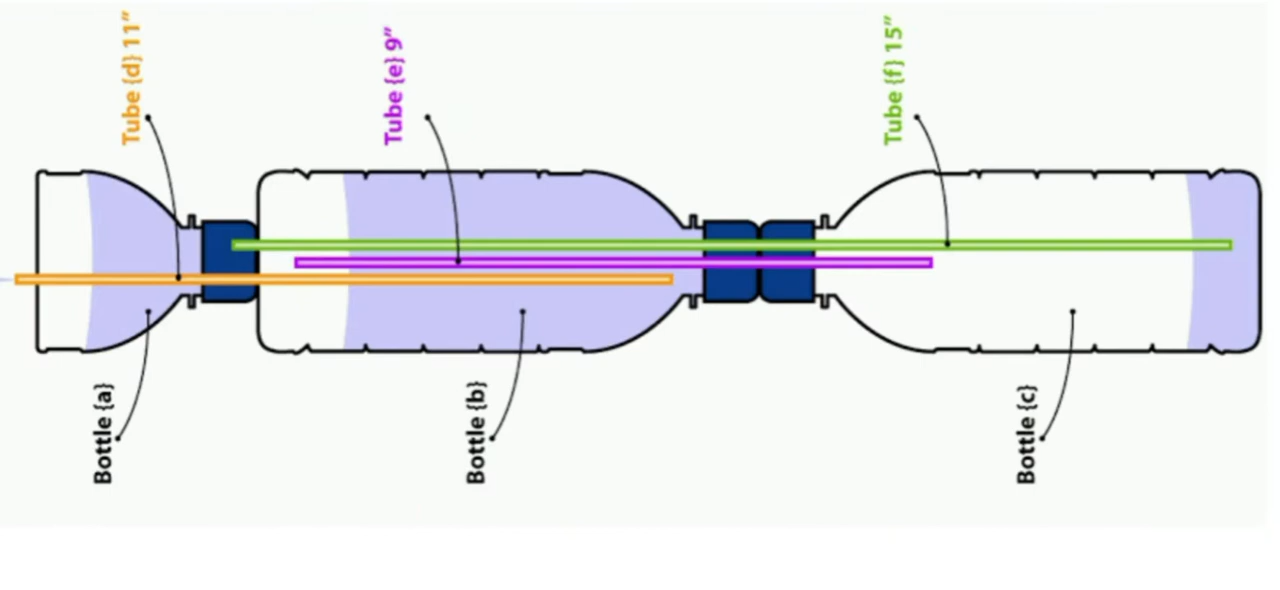 Tube {d} 11"
Tube {e} 9"
Tube {f} 15"
Bottle {a}
Bottle {b}
Bottle {c}